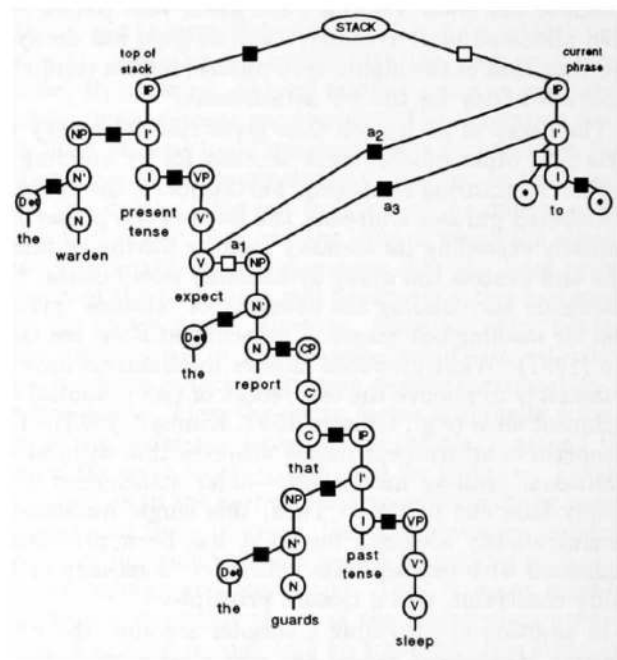 STACK
top of
stack
current
phrase
IP
IP
a2
NP
I'
I'
a3
Det
N'
I
VP
I
*
*
the
N
present
tense
V'
to
warden
a1
V
NP
expect
Det
N'
the
N
CP
report
C'
C
IP
that
NP
I'
Det
N'
I
VP
the
N
past
tense
V'
guards
V
sleep